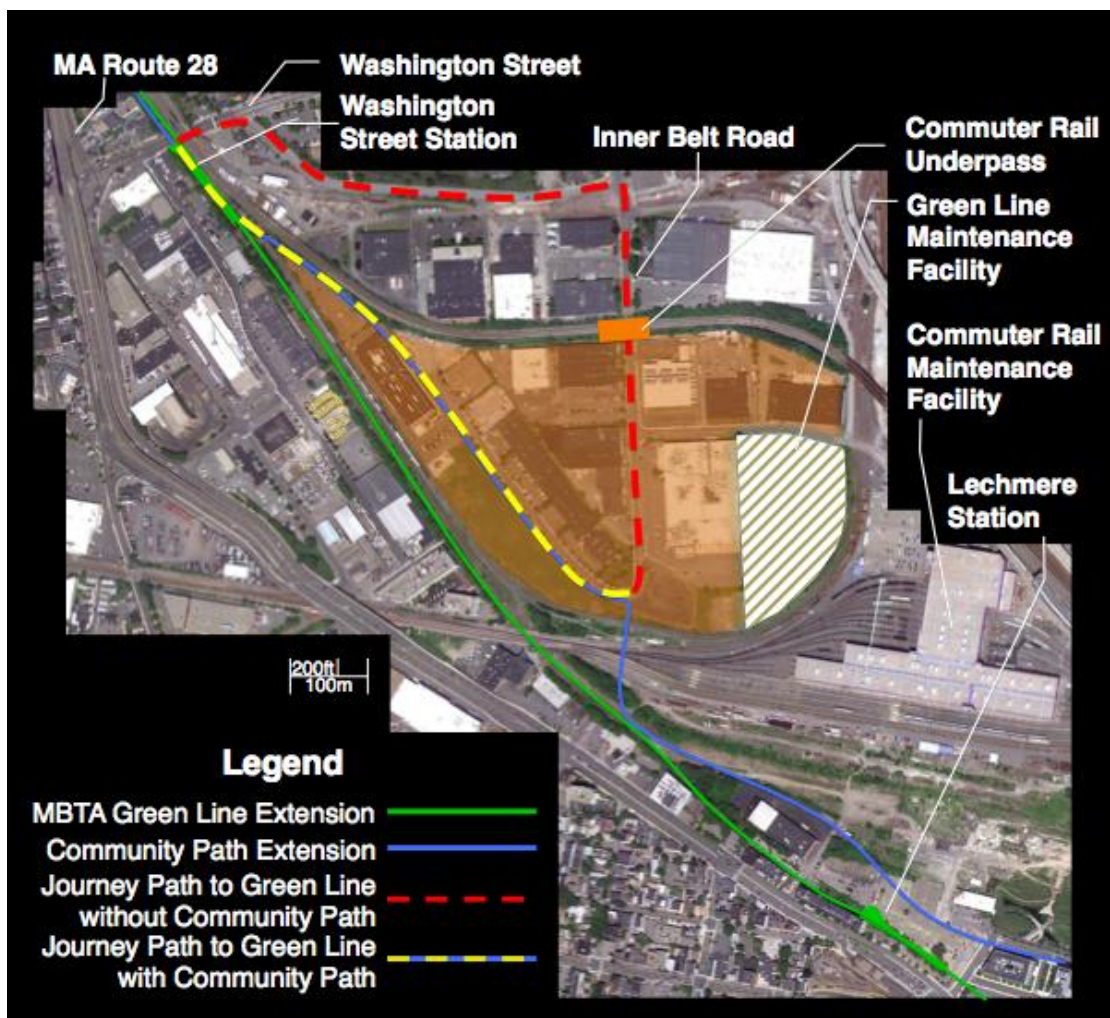 MA Route 28
Washington Street
Washington
Street Station
Inner Belt Road
Commuter Rail
Underpass
Green Line
Maintenance
Facility
Commuter Rail
Maintenance
Facility
Lechmere
Station
200ft
100m
Legend
MBTA Green Line Extension
Community Path Extension
Journey Path to Green Line
without Community Path
Journey Path to Green Line
with Community Path